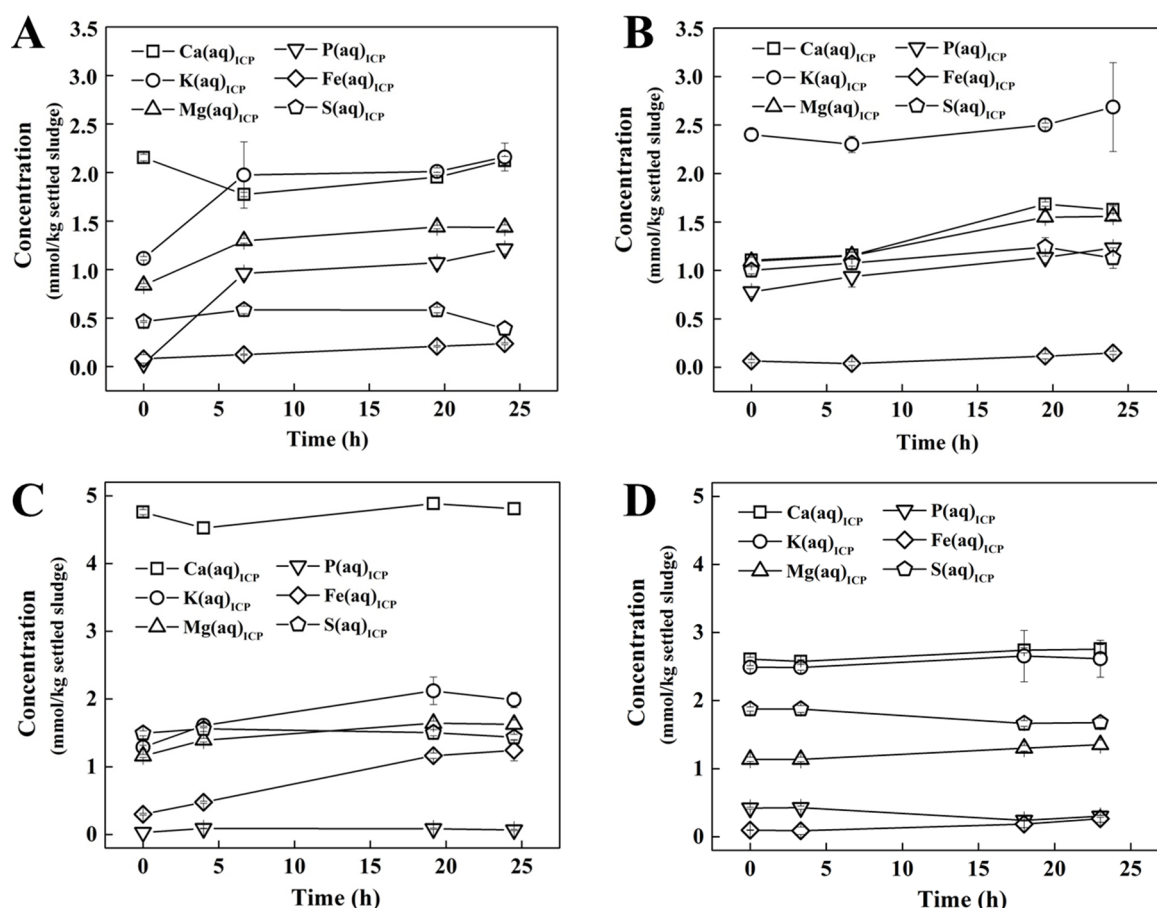 A
Ca(aq)ICP P(aq)ICP
K(aq)ICP Fe(aq)ICP
Mg(aq)ICP S(aq)ICP
Concentration
(mmol/kg settled sludge)
3.5
3.0
2.5
2.0
1.5
1.0
0.5
0.0
0 5 10 15 20 25
Time (h)
B
Ca(aq)ICP P(aq)ICP
K(aq)ICP Fe(aq)ICP
Mg(aq)ICP S(aq)ICP
Concentration
(mmol/kg settled sludge)
3.5
3.0
2.5
2.0
1.5
1.0
0.5
0.0
0 5 10 15 20 25
Time (h)
C
Ca(aq)ICP P(aq)ICP
K(aq)ICP Fe(aq)ICP
Mg(aq)ICP S(aq)ICP
Concentration
(mmol/kg settled sludge)
5
4
3
2
1
0
0 5 10 15 20 25
Time (h)
D
Ca(aq)ICP P(aq)ICP
K(aq)ICP Fe(aq)ICP
Mg(aq)ICP S(aq)ICP
Concentration
(mmol/kg settled sludge)
5
4
3
2
1
0
0 5 10 15 20 25
Time (h)